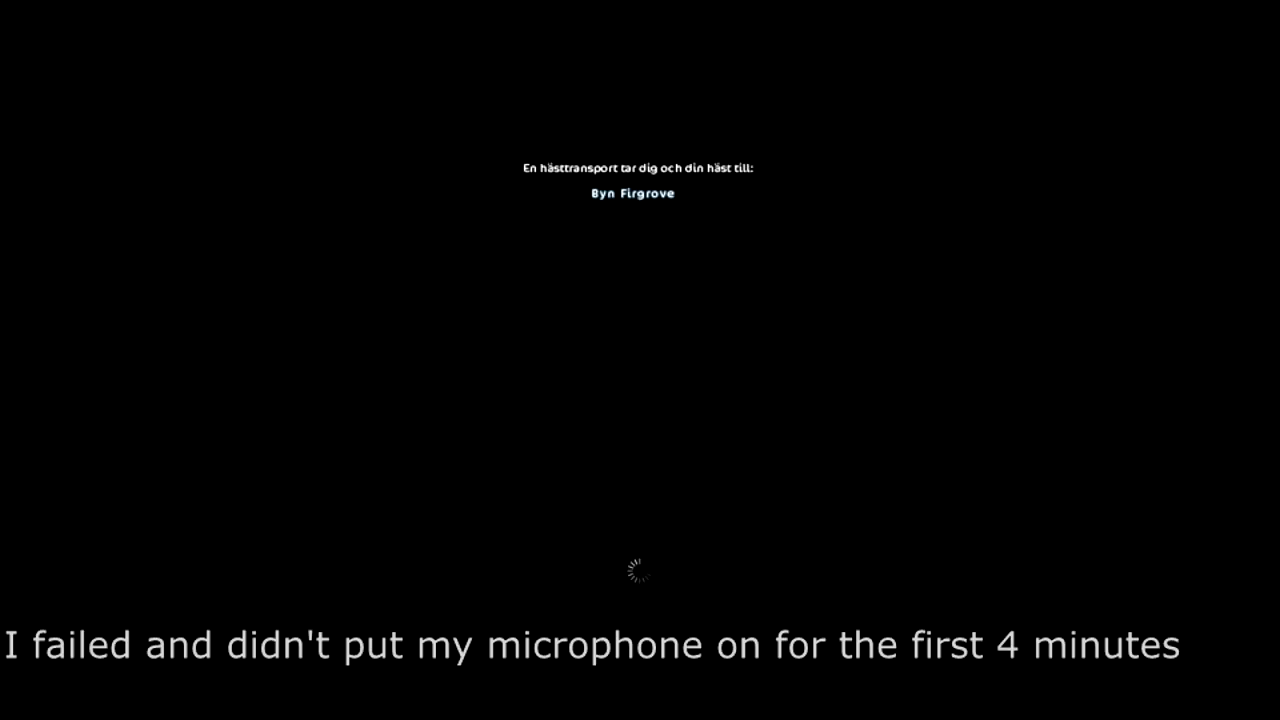 En hästtransport tar dig och din häst till:
Byn Firgrove
I failed and didn't put my microphone on for the first 4 minutes